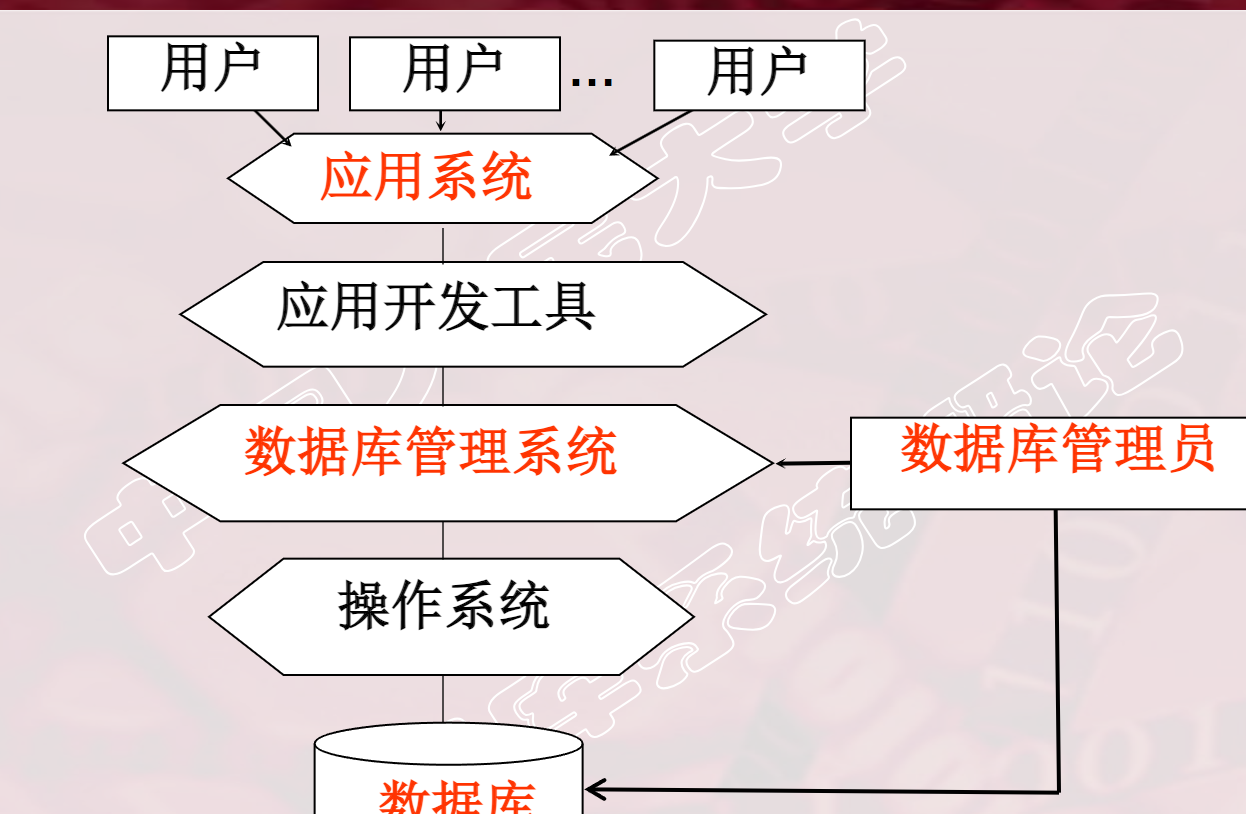 用户 用户 … 用户
应用系统
应用开发工具
数据库管理系统
数据库管理员
操作系统
数据库